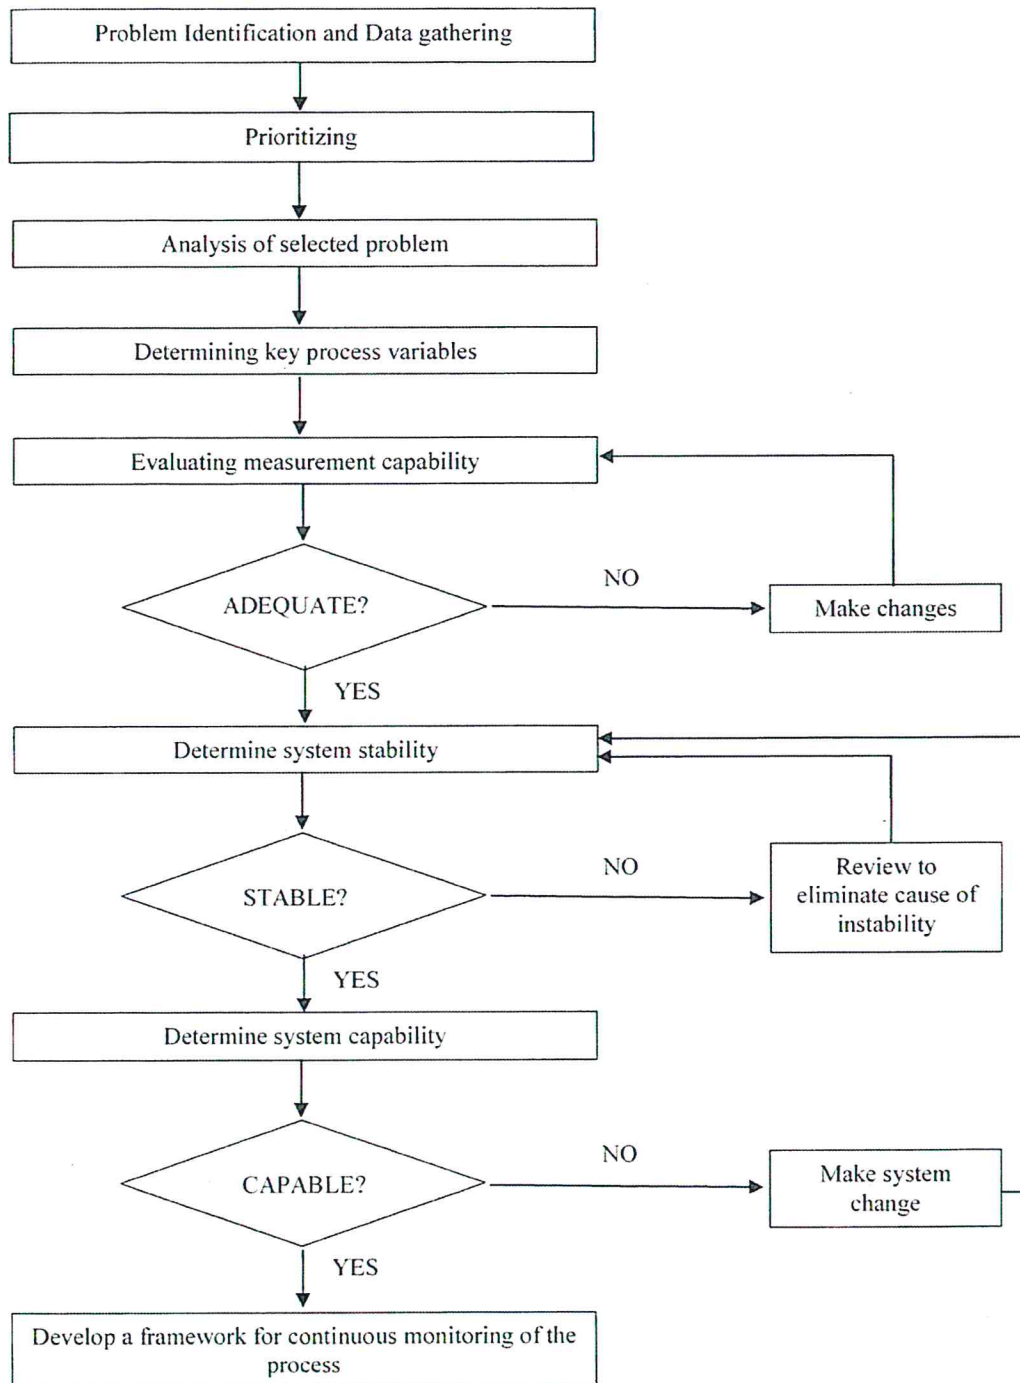 Problem Identification and Data gathering
Prioritizing
Analysis of selected problem
Determining key process variables
Evaluating measurement capability
ADEQUATE?
NO
Make changes
YES
Determine system stability
STABLE?
NO
Review to
eliminate cause of
instability
YES
Determine system capability
CAPABLE?
NO
Make system
change
YES
Develop a framework for continuous monitoring of the
process